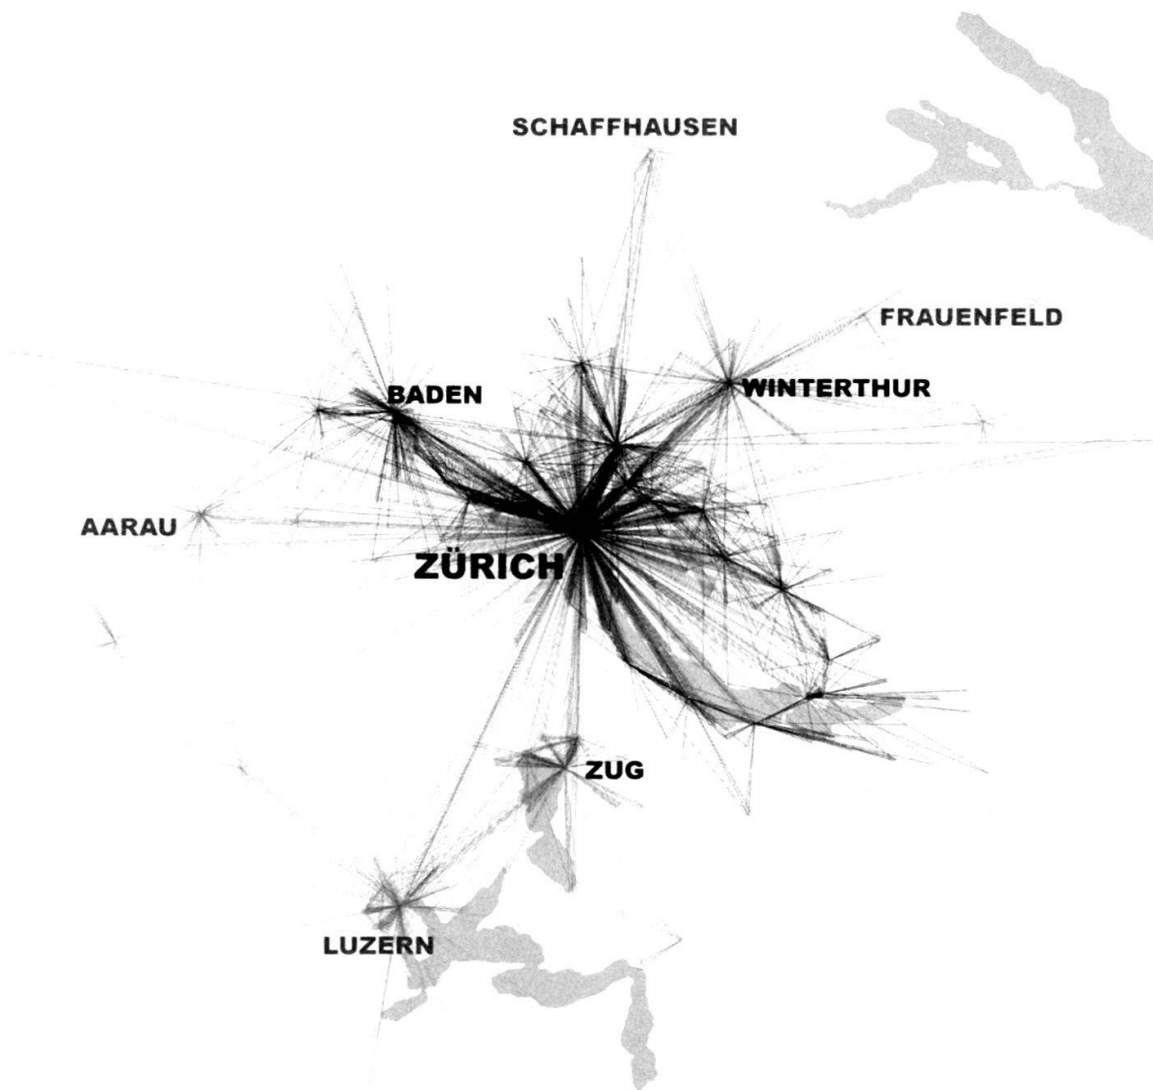 SCHAFFHAUSEN
FRAUENFELD
BADEN
WINTERTHUR
AARAU
ZÜRICH
ZUG
LUZERN